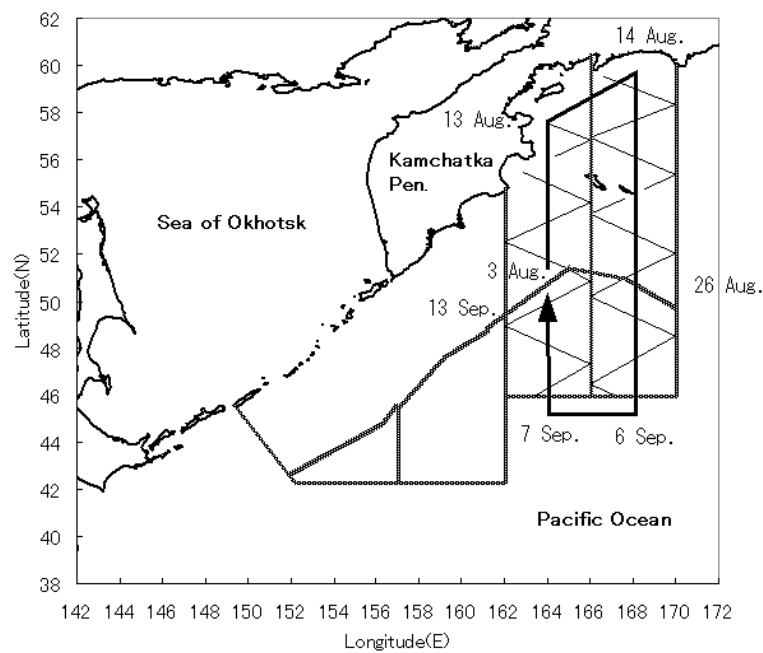 62
60
58
56
54
52
50
48
46
44
42
40
38
Latitude(N)
14 Aug.
13 Aug.
Kamchatka
Pen.
Sea of Okhotsk
3 Aug.
26 Aug.
13 Sep.
7 Sep.
6 Sep.
Pacific Ocean
142 144 146 148 150 152 154 156 158 160 162 164 166 168 170 172
Longitude(E)